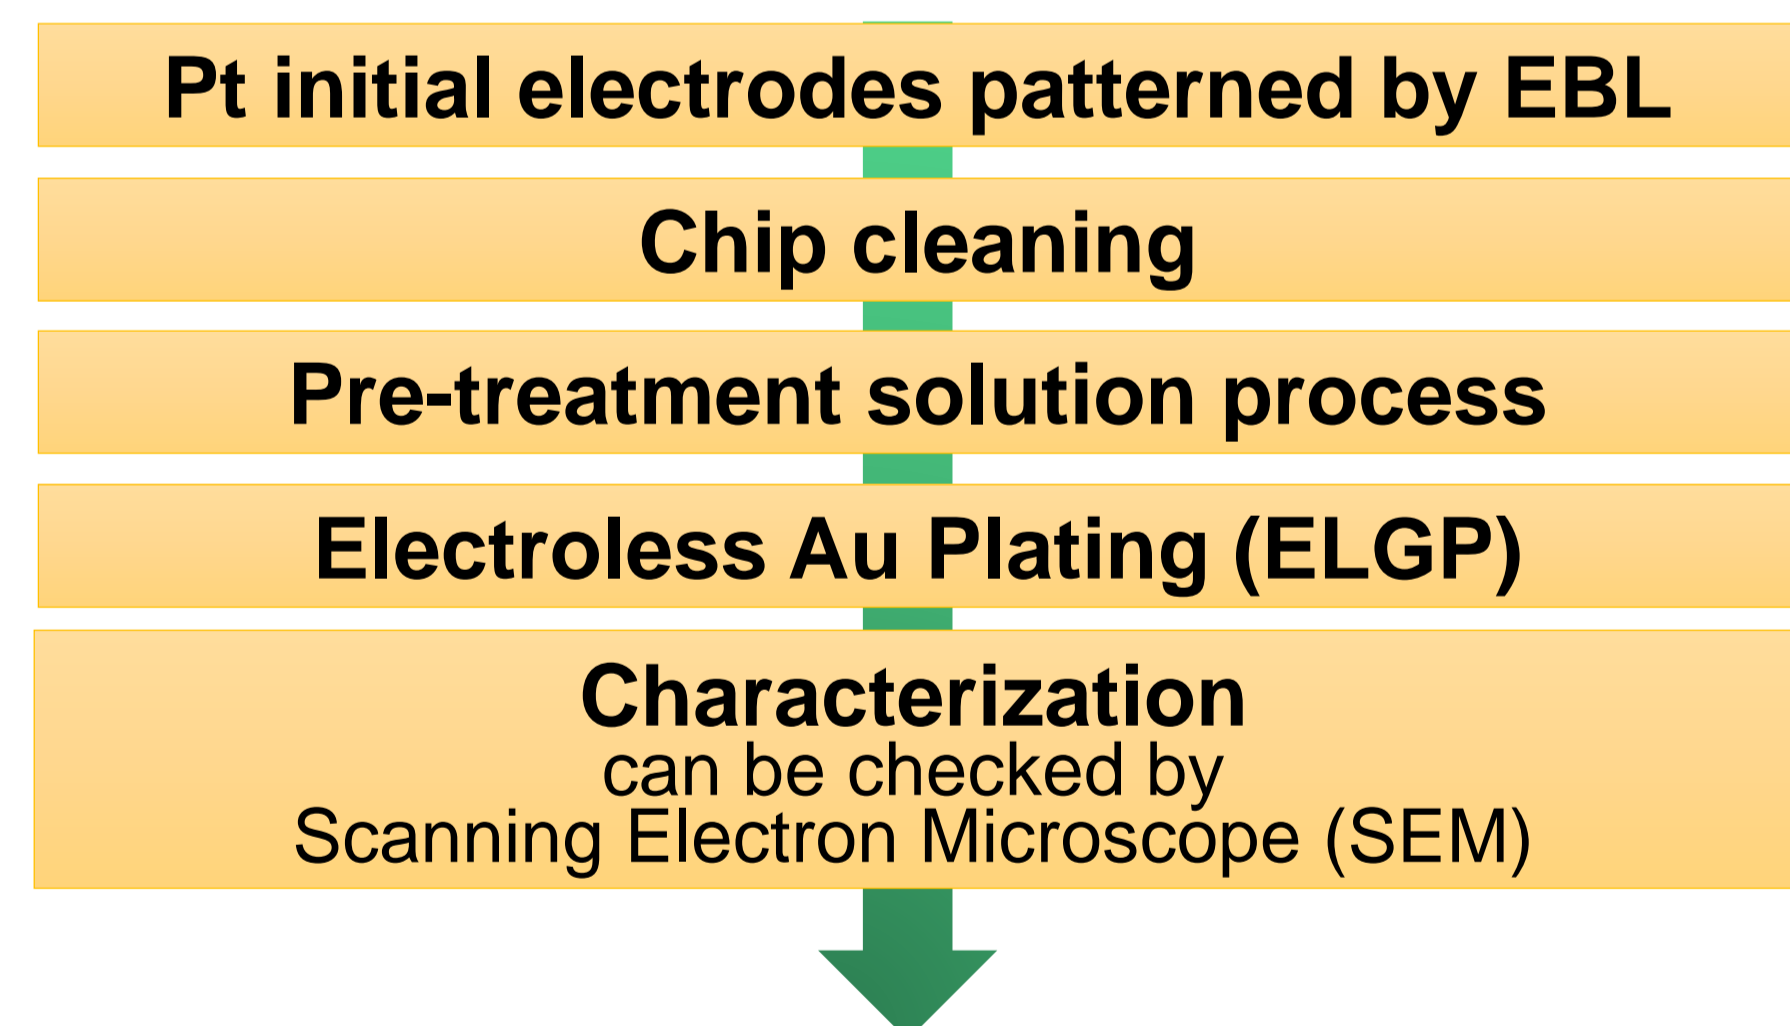 Pt initial electrodes patterned by EBL
Chip cleaning
Pre-treatment solution process
Electroless Au Plating (ELGP)
Characterization
can be checked by
Scanning Electron Microscope (SEM)